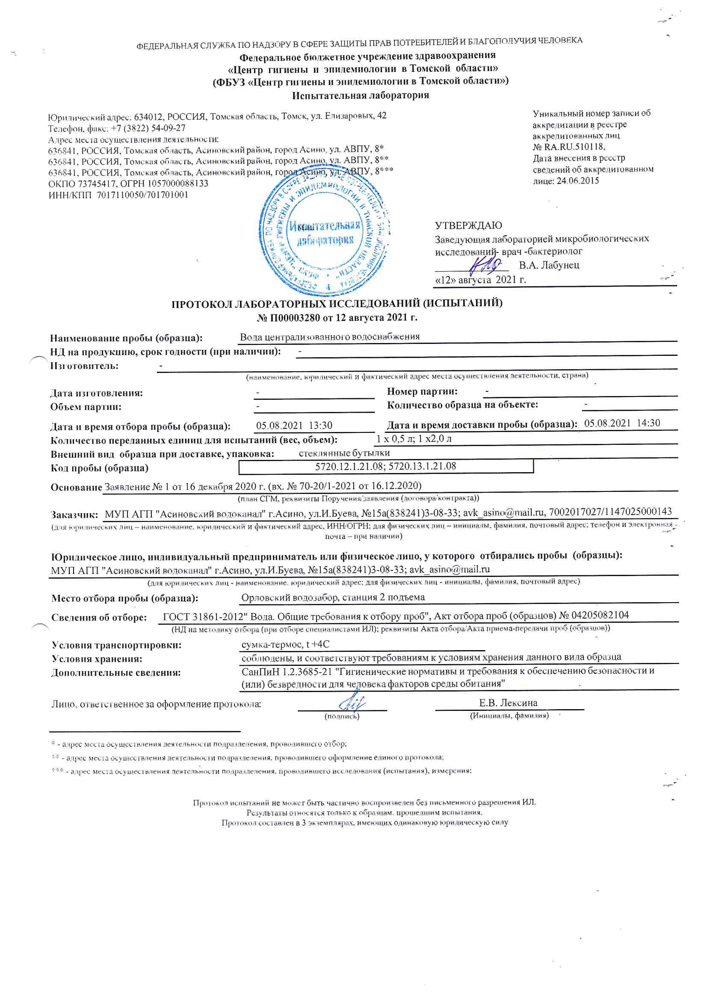 ФЕДЕРАЛЬНАЯ СЛУЖБА ПО НАДЗОРУ В СФЕРЕ ЗАЩИТЫ ПРАВ ПОТРЕБИТЕЛЕЙ И БЛАГОПОЛУЧИЯ ЧЕЛОВЕКА
Федеральное бюджетное учреждение здравоохранения
«Центр гигиены и эпидемиологии в Томской области»
(ФБУЗ «Центр гигиены и эпидемиологии в Томской области»)
Испытательная лаборатория
Юридический адрес: 634012, РОССИЯ, Томская область, Томск, ул. Елизаровых, 42
Телефон, факс: +7 (3822) 54-09-27
Адрес места осуществления деятельности:
636841, РОССИЯ, Томская область, Асиновский район, город Асино, ул. АВПУ, 8*
636841, РОССИЯ, Томская область, Асиновский район, город Асино, ул. АВПУ, 8**
636841, РОССИЯ, Томская область, Асиновский район, город Асино, ул. АВПУ, 8***
ОКПО 73745417, ОГРН 1057000088133
ИНН/КПП 7017110050/701701001
Уникальный номер записи об
аккредитации в реестре
аккредитованных лиц
№ RA.RU.510118,
Дата внесения в реестр
сведений об аккредитованном
лице: 24.06.2015
м.п.
Испытательная
лаборатория
УТВЕРЖДАЮ
Заведующая лабораторией микробиологических
исследований- врач -бактериолог
В.А. Лабунец
«12» августа 2021 г.
ПРОТОКОЛ ЛАБОРАТОРНЫХ ИССЛЕДОВАНИЙ (ИСПЫТАНИЙ)
№ П00003280 от 12 августа 2021 г.
Наименование пробы (образца): Вода централизованного водоснабжения
НД на продукцию, срок годности (при наличии): -
Изготовитель: -
(наименование, юридический и фактический адрес места осуществления деятельности, страна)
Дата изготовления: - Номер партии: -
Объем партии: - Количество образца на объекте: -
Дата и время отбора пробы (образца): 05.08.2021 13:30 Дата и время доставки пробы (образца): 05.08.2021 14:30
Количество переданных единиц для испытаний (вес, объем): 1 х 0,5 л; 1 х2,0 л
Внешний вид образца при доставке, упаковка: стеклянные бутылки
Код пробы (образца) 5720.12.1.21.08; 5720.13.1.21.08
Основание Заявление № 1 от 16 декабря 2020 г. (вх. № 70-20/1-2021 от 16.12.2020)
(план СГМ, реквизиты Поручения/заявления (договора/контракта))
Заказчик: МУП АГП "Асиновский водоканал" г.Асино, ул.И.Буева, №15а(838241)3-08-33; avk_asino@mail.ru, 7002017027/1147025000143
(для юридических лиц – наименование, юридический и фактический адрес, ИНН/ОГРН; для физических лиц – инициалы, фамилия, почтовый адрес; телефон и электронная
почта – при наличии)
Юридическое лицо, индивидуальный предприниматель или физическое лицо, у которого отбирались пробы (образцы):
МУП АГП "Асиновский водоканал" г.Асино, ул.И.Буева, №15а(838241)3-08-33; avk_asino@mail.ru
(для юридических лиц - наименование, юридический адрес; для физических лиц - инициалы, фамилия, почтовый адрес)
Место отбора пробы (образца): Орловский водозабор, станция 2 подъема
Сведения об отборе: ГОСТ 31861-2012" Вода. Общие требования к отбору проб", Акт отбора проб (образцов) № 04205082104
(НД на методику отбора (при отборе специалистами ИЛ); реквизиты Акта отбора/Акта приема-передачи проб (образцов))
Условия транспортировки: сумка-термос, t +4С
Условия хранения: соблюдены, и соответствуют требованиям к условиям хранения данного вида образца
Дополнительные сведения: СанПиН 1.2.3685-21 "Гигиенические нормативы и требования к обеспечению безопасности и
(или) безвредности для человека факторов среды обитания"
Лицо, ответственное за оформление протокола: Е.В. Лексина
(подпись) (Инициалы, фамилия)
* - адрес места осуществления деятельности подразделения, проводившего отбор;
** - адрес места осуществления деятельности подразделения, проводившего оформление единого протокола;
*** - адрес места осуществления деятельности подразделения, проводившего исследования (испытания), измерения;
Протокол испытаний не может быть частично воспроизведен без письменного разрешения ИЛ.
Результаты относятся только к образцам, прошедшим испытания.
Протокол составлен в 3 экземплярах, имеющих одинаковую юридическую силу